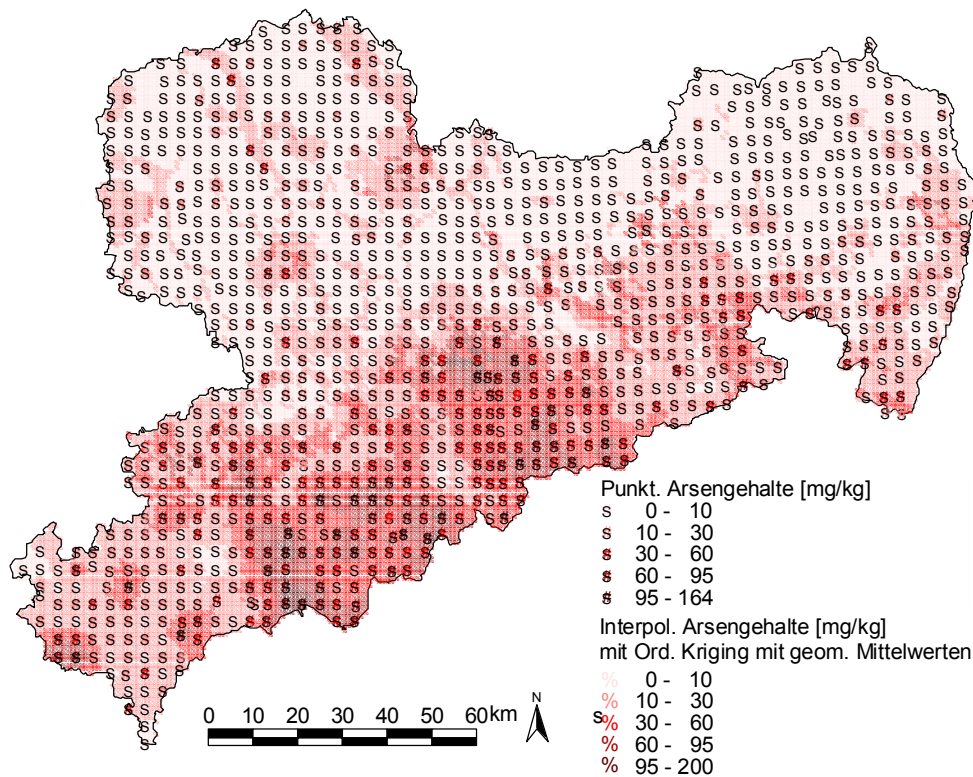 Punkt. Arsengehalte [mg/kg]
S 0 - 10
S 10 - 30
S 30 - 60
S 60 - 95
S 95 - 164
Interpol. Arsengehalte [mg/kg]
mit Ord. Kriging mit geom. Mittelwerten
% 0 - 10
% 10 - 30
% 30 - 60
% 60 - 95
% 95 - 200
S
N
0 10 20 30 40 50 60 km